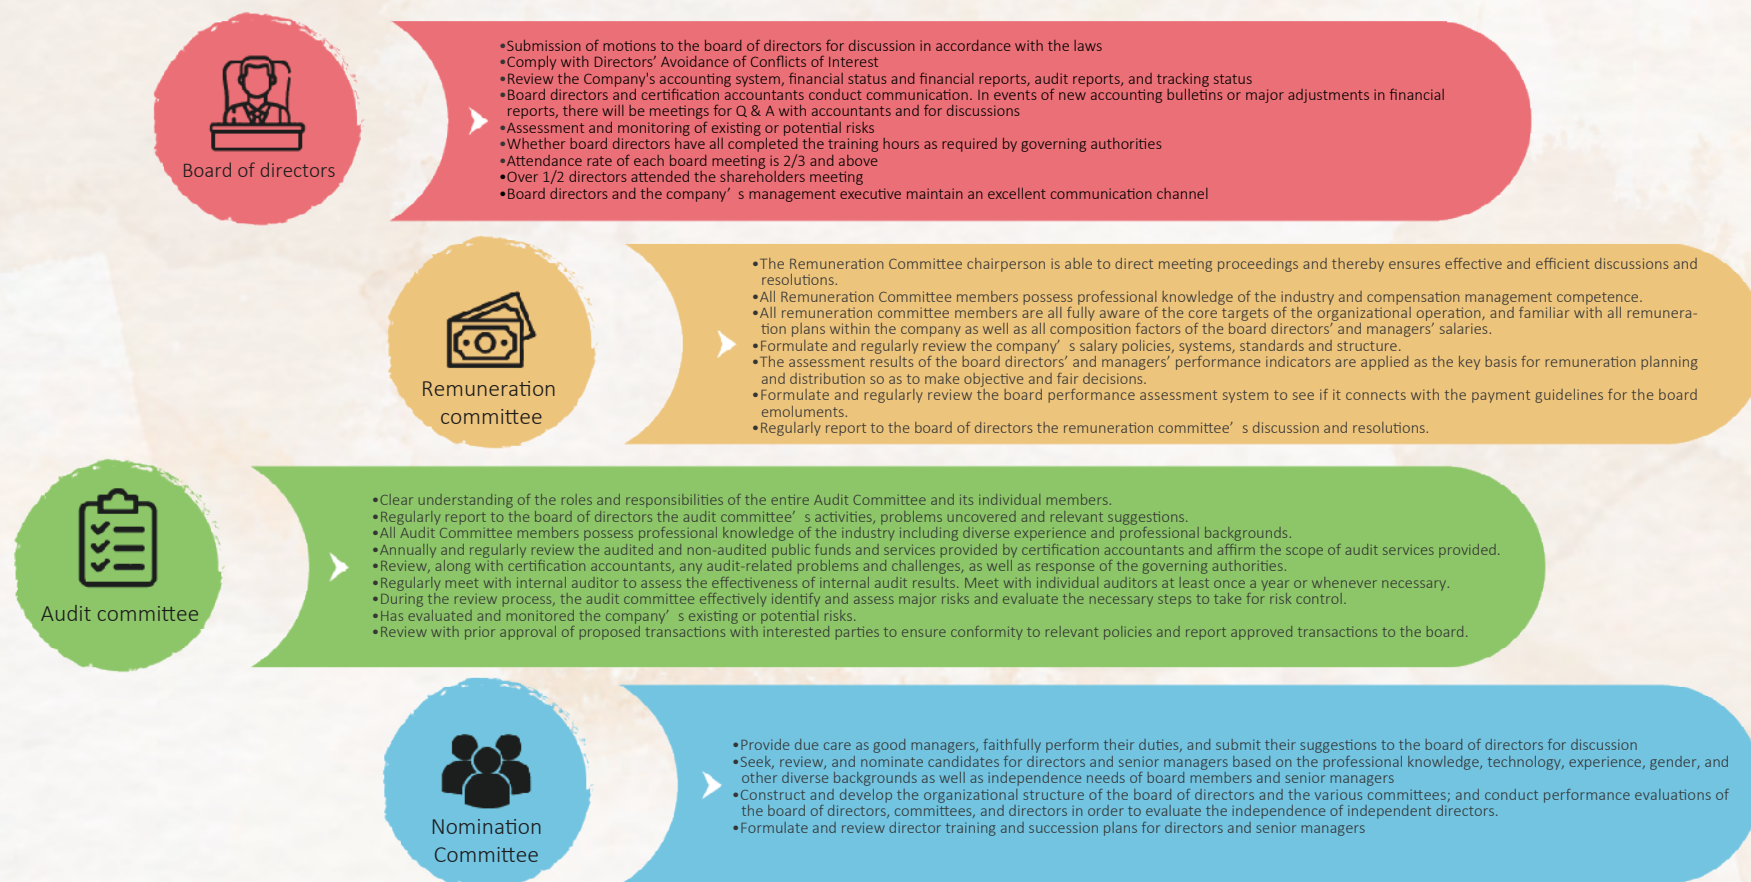 Board of directors
•Submission of motions to the board of directors for discussion in accordance with the laws
•Comply with Directors’ Avoidance of Conflicts of Interest
•Review the Company's accounting system, financial status and financial reports, audit reports, and tracking status
•Board directors and certification accountants conduct communication. In events of new accounting bulletins or major adjustments in financial
reports, there will be meetings for Q & A with accountants and for discussions
•Assessment and monitoring of existing or potential risks
•Whether board directors have all completed the training hours as required by governing authorities
•Attendance rate of each board meeting is 2/3 and above
•Over 1/2 directors attended the shareholders meeting
•Board directors and the company’ s management executive maintain an excellent communication channel
Remuneration
committee
•The Remuneration Committee chairperson is able to direct meeting proceedings and thereby ensures effective and efficient discussions and
resolutions.
•All Remuneration Committee members possess professional knowledge of the industry and compensation management competence.
•All remuneration committee members are all fully aware of the core targets of the organizational operation, and familiar with all remunera-
tion plans within the company as well as all composition factors of the board directors’ and managers’ salaries.
•Formulate and regularly review the company’ s salary policies, systems, standards and structure.
•The assessment results of the board directors’ and managers’ performance indicators are applied as the key basis for remuneration planning
and distribution so as to make objective and fair decisions.
•Formulate and regularly review the board performance assessment system to see if it connects with the payment guidelines for the board
emoluments.
•Regularly report to the board of directors the remuneration committee’ s discussion and resolutions.
Audit committee
•Clear understanding of the roles and responsibilities of the entire Audit Committee and its individual members.
•Regularly report to the board of directors the audit committee’ s activities, problems uncovered and relevant suggestions.
•All Audit Committee members possess professional knowledge of the industry including diverse experience and professional backgrounds.
•Annually and regularly review the audited and non-audited public funds and services provided by certification accountants and affirm the scope of audit services provided.
•Review, along with certification accountants, any audit-related problems and challenges, as well as response of the governing authorities.
•Regularly meet with internal auditor to assess the effectiveness of internal audit results. Meet with individual auditors at least once a year or whenever necessary.
•During the review process, the audit committee effectively identify and assess major risks and evaluate the necessary steps to take for risk control.
•Has evaluated and monitored the company’ s existing or potential risks.
•Review with prior approval of proposed transactions with interested parties to ensure conformity to relevant policies and report approved transactions to the board.
Nomination
Committee
•Provide due care as good managers, faithfully perform their duties, and submit their suggestions to the board of directors for discussion
•Seek, review, and nominate candidates for directors and senior managers based on the professional knowledge, technology, experience, gender, and
other diverse backgrounds as well as independence needs of board members and senior managers
•Construct and develop the organizational structure of the board of directors and the various committees; and conduct performance evaluations of
the board of directors, committees, and directors in order to evaluate the independence of independent directors.
•Formulate and review director training and succession plans for directors and senior managers